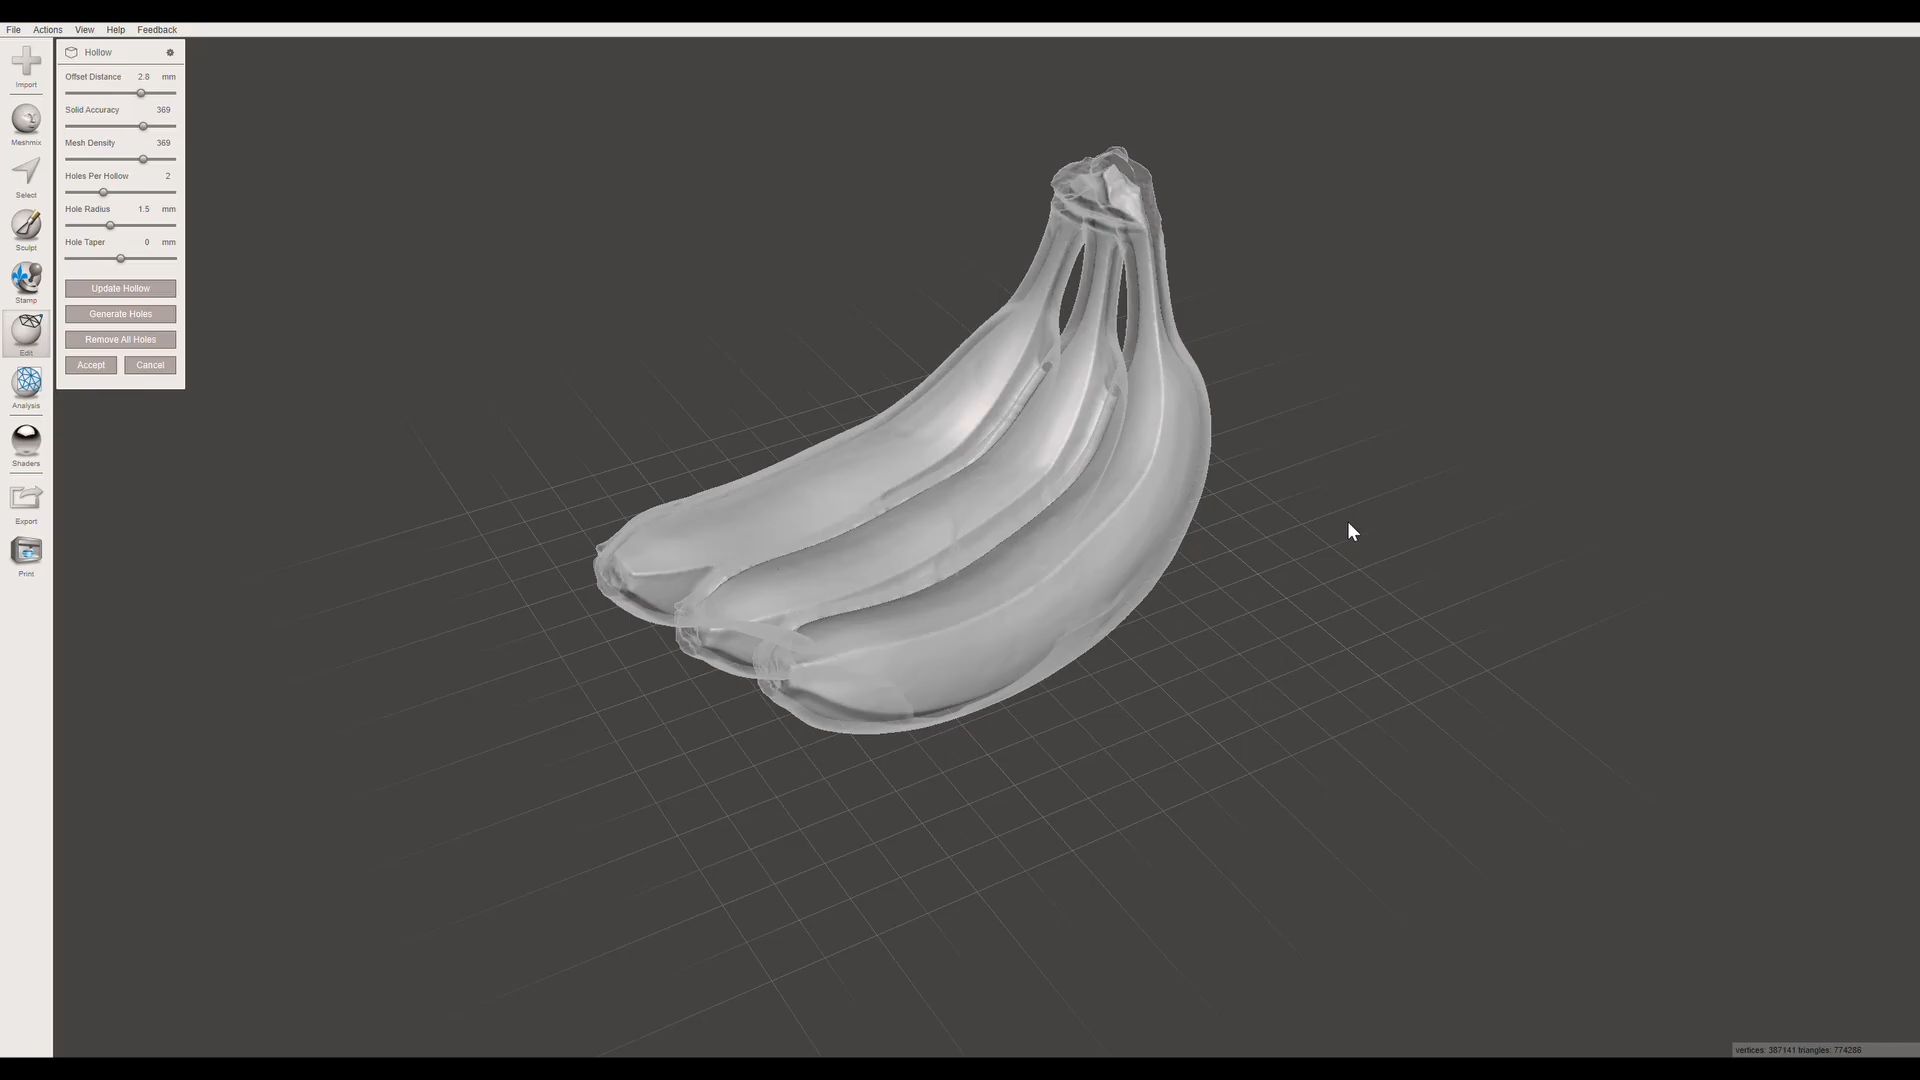 File Actions View Help Feedback
Import
Meshmix
Select
Sculpt
Stamp
Edit
Analysis
Shaders
Export
Print
Hollow
Offset Distance 2.8 mm
Solid Accuracy 369
Mesh Density 369
Holes Per Hollow 2
Hole Radius 1.5 mm
Hole Taper 0 mm
Update Hollow
Generate Holes
Remove All Holes
Accept Cancel
vertices: 387141 triangles: 774286